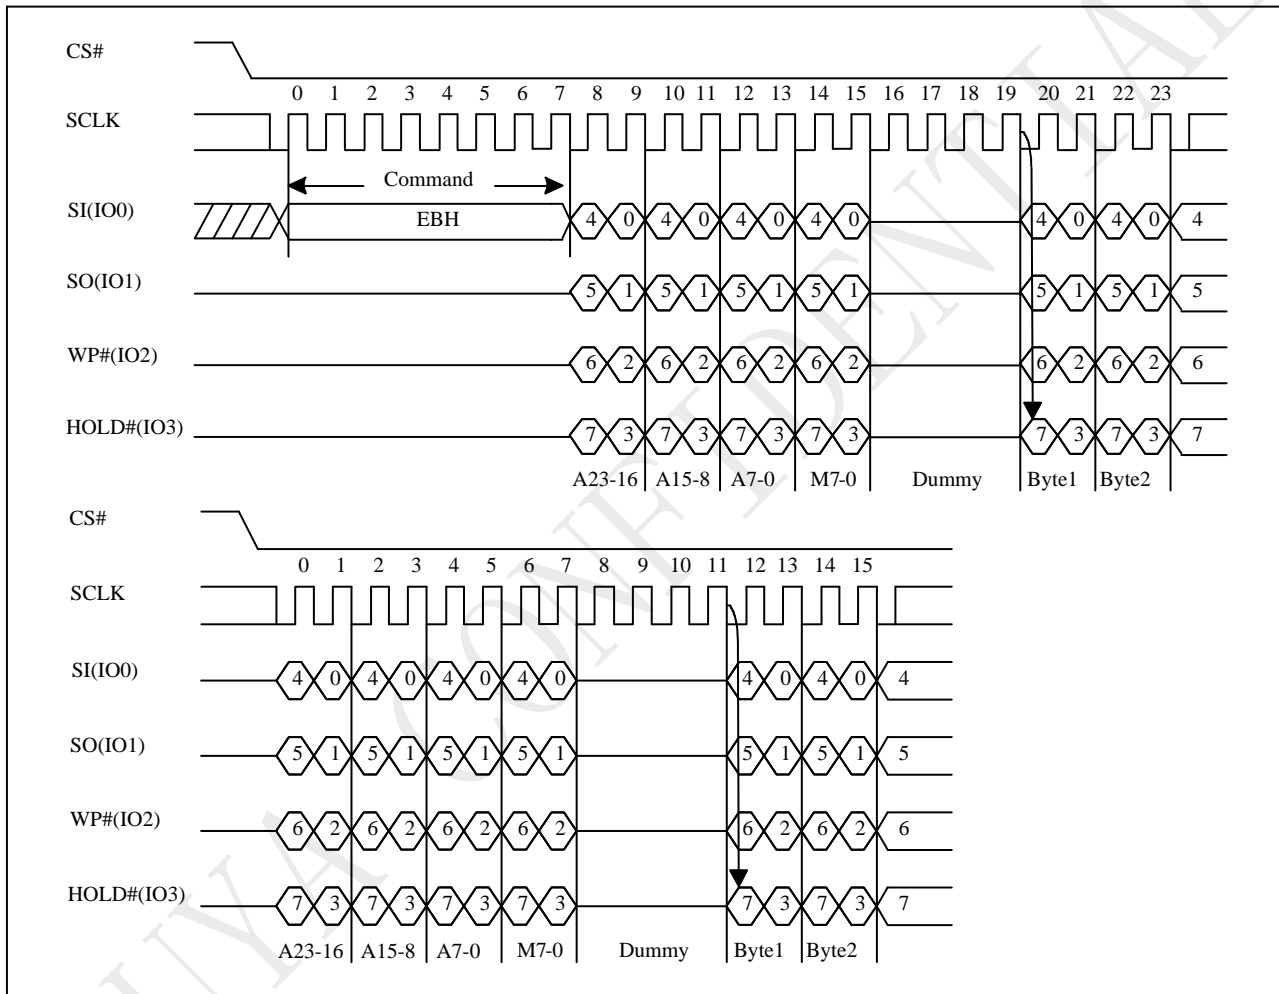 CS#
0 1 2 3 4 5 6 7 8 9 10 11 12 13 14 15 16 17 18 19 20 21 22 23
SCLK
Command
SI(IO0) EBH 4 0 4 0 4 0 4 0 4 0 4 0 4
SO(IO1) 5 1 5 1 5 1 5 1 5 1 5 1 5
WP#(IO2) 6 2 6 2 6 2 6 2 6 2 6 2 6
HOLD#(IO3) 7 3 7 3 7 3 7 3 7 3 7 3 7
A23-16 A15-8 A7-0 M7-0 Dummy Byte1 Byte2
CS#
0 1 2 3 4 5 6 7 8 9 10 11 12 13 14 15
SCLK
SI(IO0) 4 0 4 0 4 0 4 0 4 0 4 0 4
SO(IO1) 5 1 5 1 5 1 5 1 5 1 5 1 5
WP#(IO2) 6 2 6 2 6 2 6 2 6 2 6 2 6
HOLD#(IO3) 7 3 7 3 7 3 7 3 7 3 7 3 7
A23-16 A15-8 A7-0 M7-0 Dummy Byte1 Byte2
UYA CONFIDENTIAL